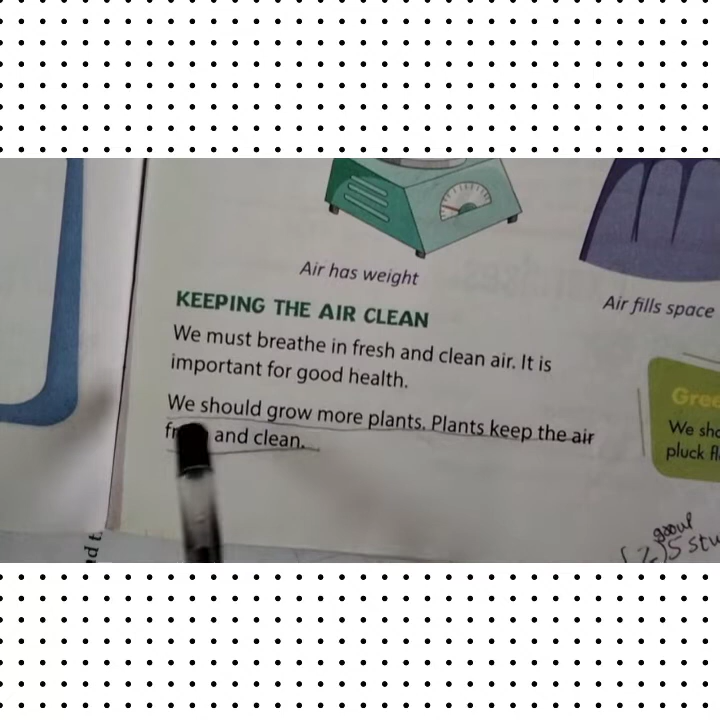 Air has weight
Air fills space
KEEPING THE AIR CLEAN
We must breathe in fresh and clean air. It is
important for good health.
We should grow more plants. Plants keep the air
and clean.
Gree
We sho
pluck fl